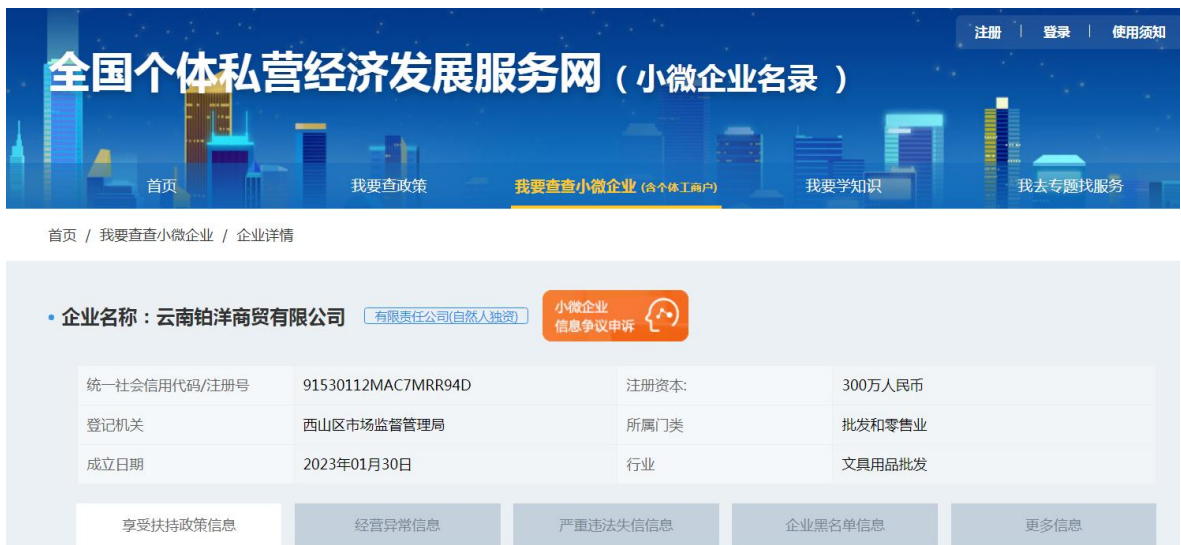 注册 | 登录 | 使用须知
全国个体私营经济发展服务网（小微企业名录）
首页 我要查政策 我要查查小微企业 (含个体工商户) 我要学知识 我去专题找服务
首页 / 我要查查小微企业 / 企业详情
企业名称：云南铂洋商贸有限公司 有限责任公司(自然人独资) 小微企业
信息争议申诉
统一社会信用代码/注册号 91530112MAC7MRR94D 注册资本: 300万人民币
登记机关 西山区市场监督管理局 所属门类 批发和零售业
成立日期 2023年01月30日 行业 文具用品批发
享受扶持政策信息 经营异常信息 严重违法失信信息 企业黑名单信息 更多信息